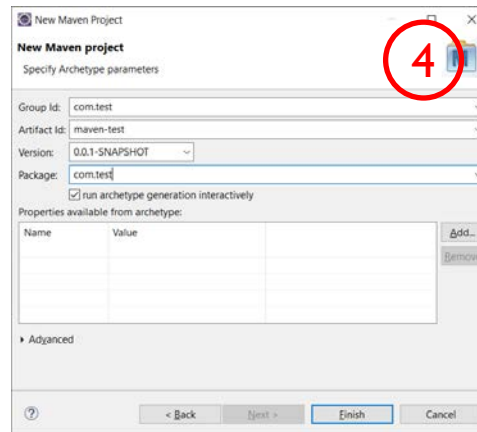 New Maven Project
New Maven project
Specify Archetype parameters
4
M
Group Id: com.test
Artifact Id: maven-test
Version: 0.0.1-SNAPSHOT
Package: com.test
run archetype generation interactively
Properties available from archetype:
Name Value
Add...
Remove
Advanced
? < Back Next > Finish Cancel